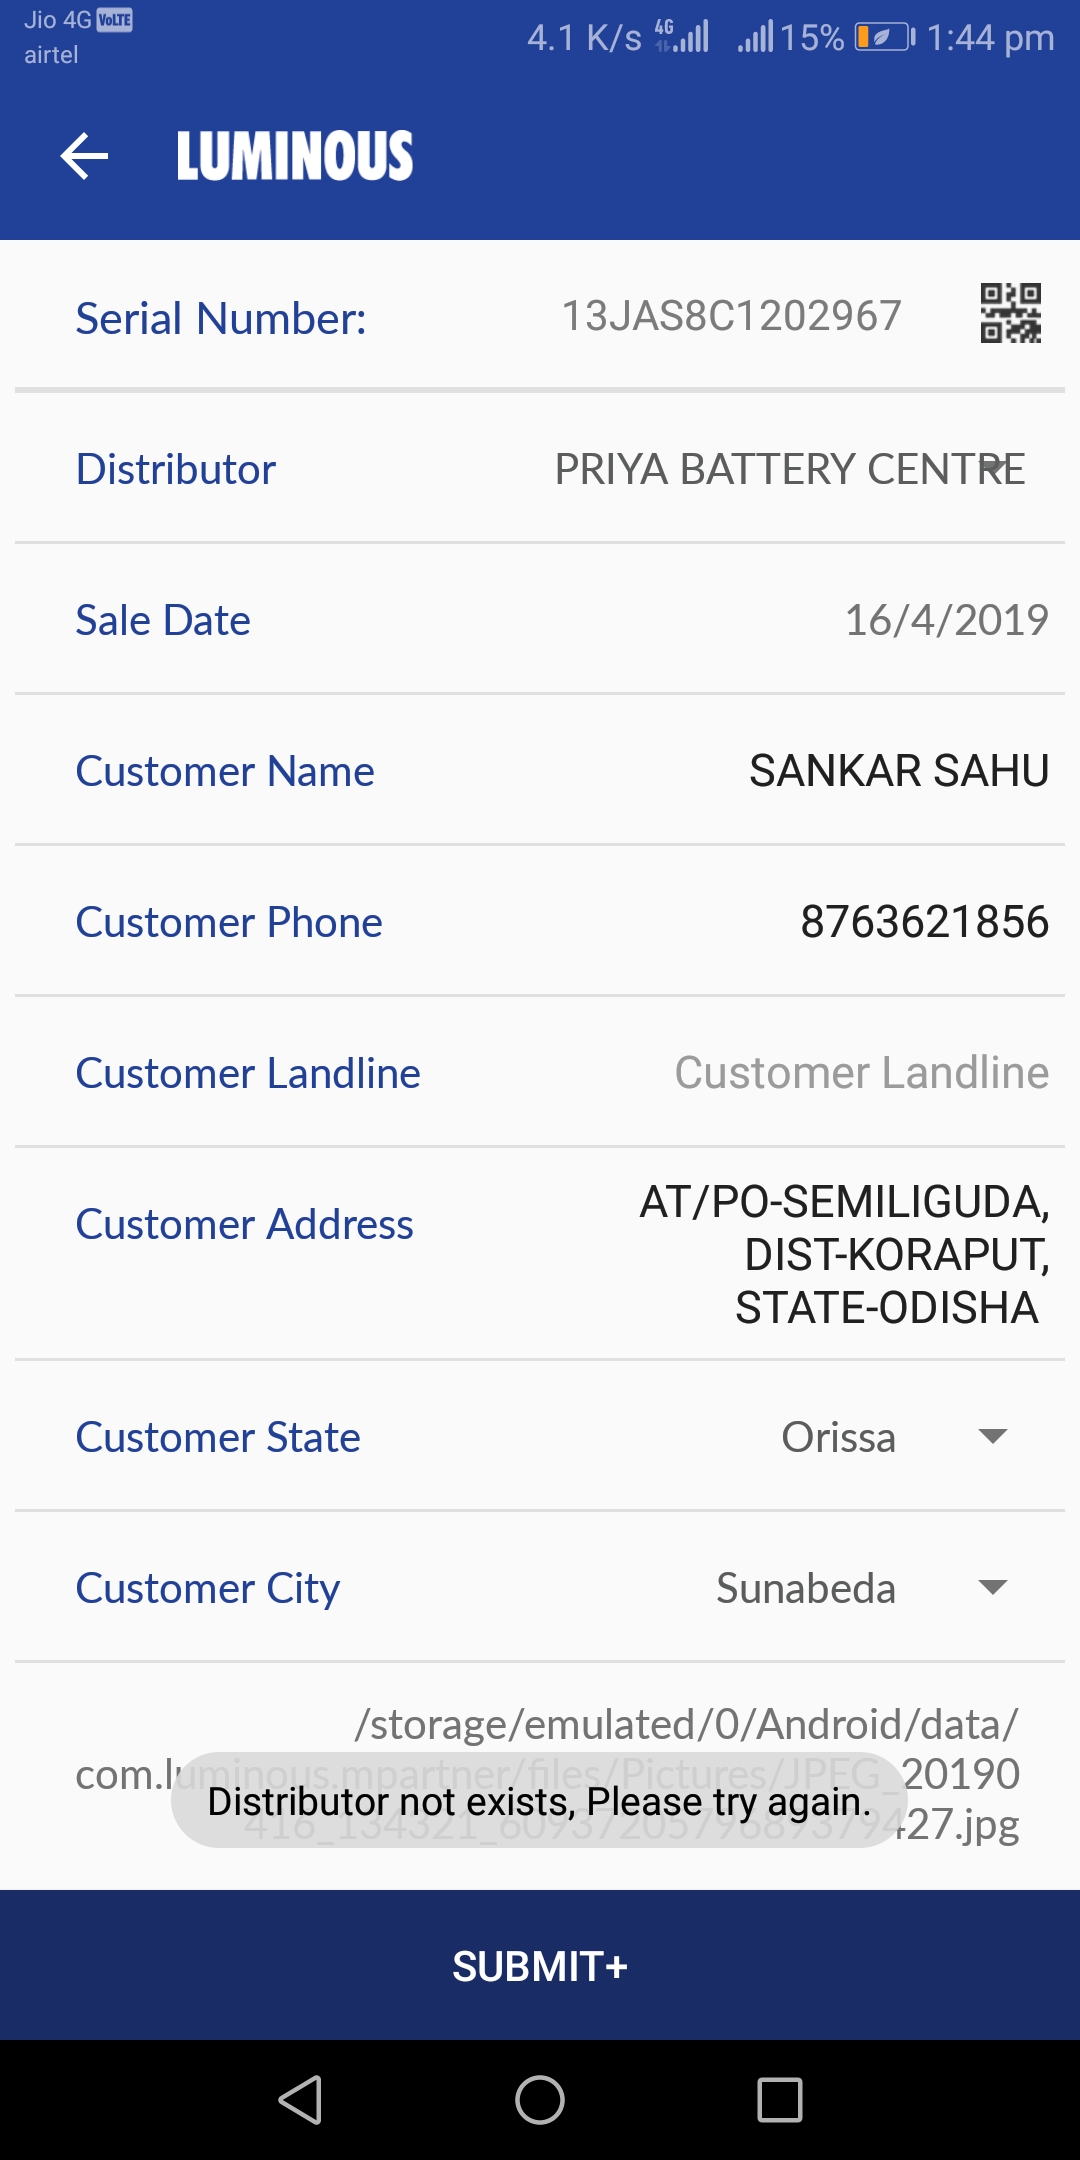 Jio 4G VoLTE
airtel
4.1 K/s 4G 15% 1:44 pm
LUMINOUS
Serial Number: 13JAS8C1202967
Distributor PRIYA BATTERY CENTRE
Sale Date 16/4/2019
Customer Name SANKAR SAHU
Customer Phone 8763621856
Customer Landline Customer Landline
Customer Address AT/PO-SEMILIGUDA,
DIST-KORAPUT,
STATE-ODISHA
Customer State Orissa
Customer City Sunabeda
/storage/emulated/0/Android/data/
com.luminous.mpartner/files/Pictures/JPEG_20190
416_134321_6093720579689379427.jpg
Distributor not exists, Please try again.
SUBMIT+